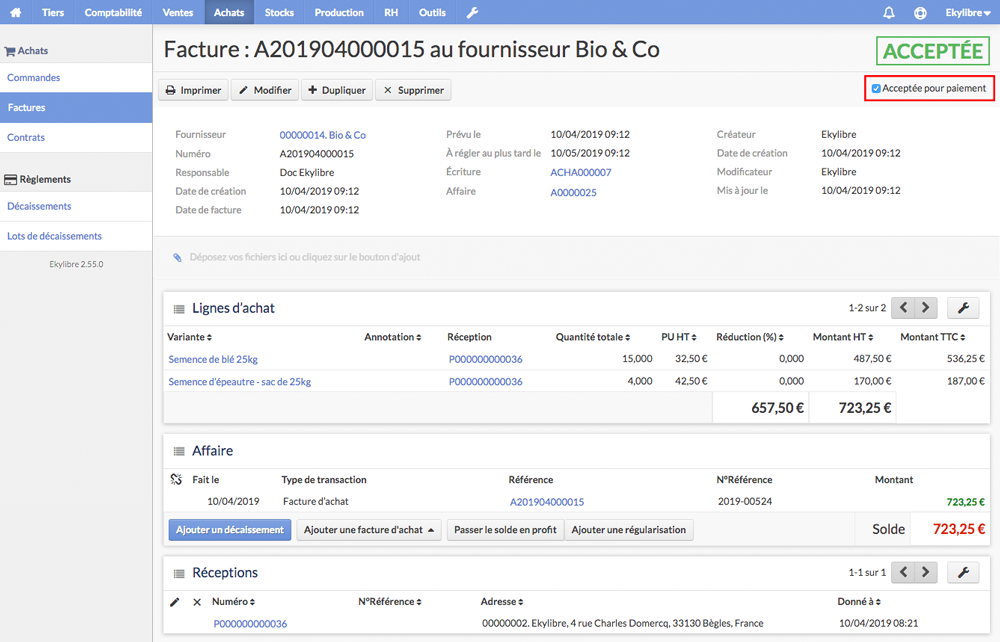 Tiers Comptabilité Ventes Achats Stocks Production RH Outils Ekylibre
Achats
Commandes
Factures
Contrats
Règlements
Décaissements
Lots de décaissements
Ekylibre 2.55.0
Facture : A201904000015 au fournisseur Bio & Co
ACCEPTÉE
Imprimer Modifier Dupliquer Supprimer
Acceptée pour paiement
Fournisseur 00000014. Bio & Co Prévu le 10/04/2019 09:12 Créateur Ekylibre
Numéro A201904000015 À régler au plus tard le 10/05/2019 09:12 Date de création 10/04/2019 09:12
Responsable Doc Ekylibre Écriture ACHA000007 Modificateur Ekylibre
Date de création 10/04/2019 09:12 Affaire A0000025 Mis à jour le 10/04/2019 09:12
Date de facture 10/04/2019 09:12
Déposez vos fichiers ici ou cliquez sur le bouton d'ajout
Lignes d'achat 1-2 sur 2
Variante Annotation Réception Quantité totale PU HT Réduction (%) Montant HT Montant TTC
Semence de blé 25kg P000000000036 15,000 32,50 € 0,000 487,50 € 536,25 €
Semence d'épeautre - sac de 25kg P000000000036 4,000 42,50 € 0,000 170,00 € 187,00 €
657,50 € 723,25 €
Affaire
Fait le Type de transaction Référence N°Référence Montant
10/04/2019 Facture d'achat A201904000015 2019-00524 723,25 €
Ajouter un décaissement Ajouter une facture d'achat Passer le solde en profit Ajouter une régularisation Solde 723,25 €
Réceptions 1-1 sur 1
Numéro N°Référence Adresse Donné à
P000000000036 00000002. Ekylibre, 4 rue Charles Domercq, 33130 Bègles, France 10/04/2019 08:21